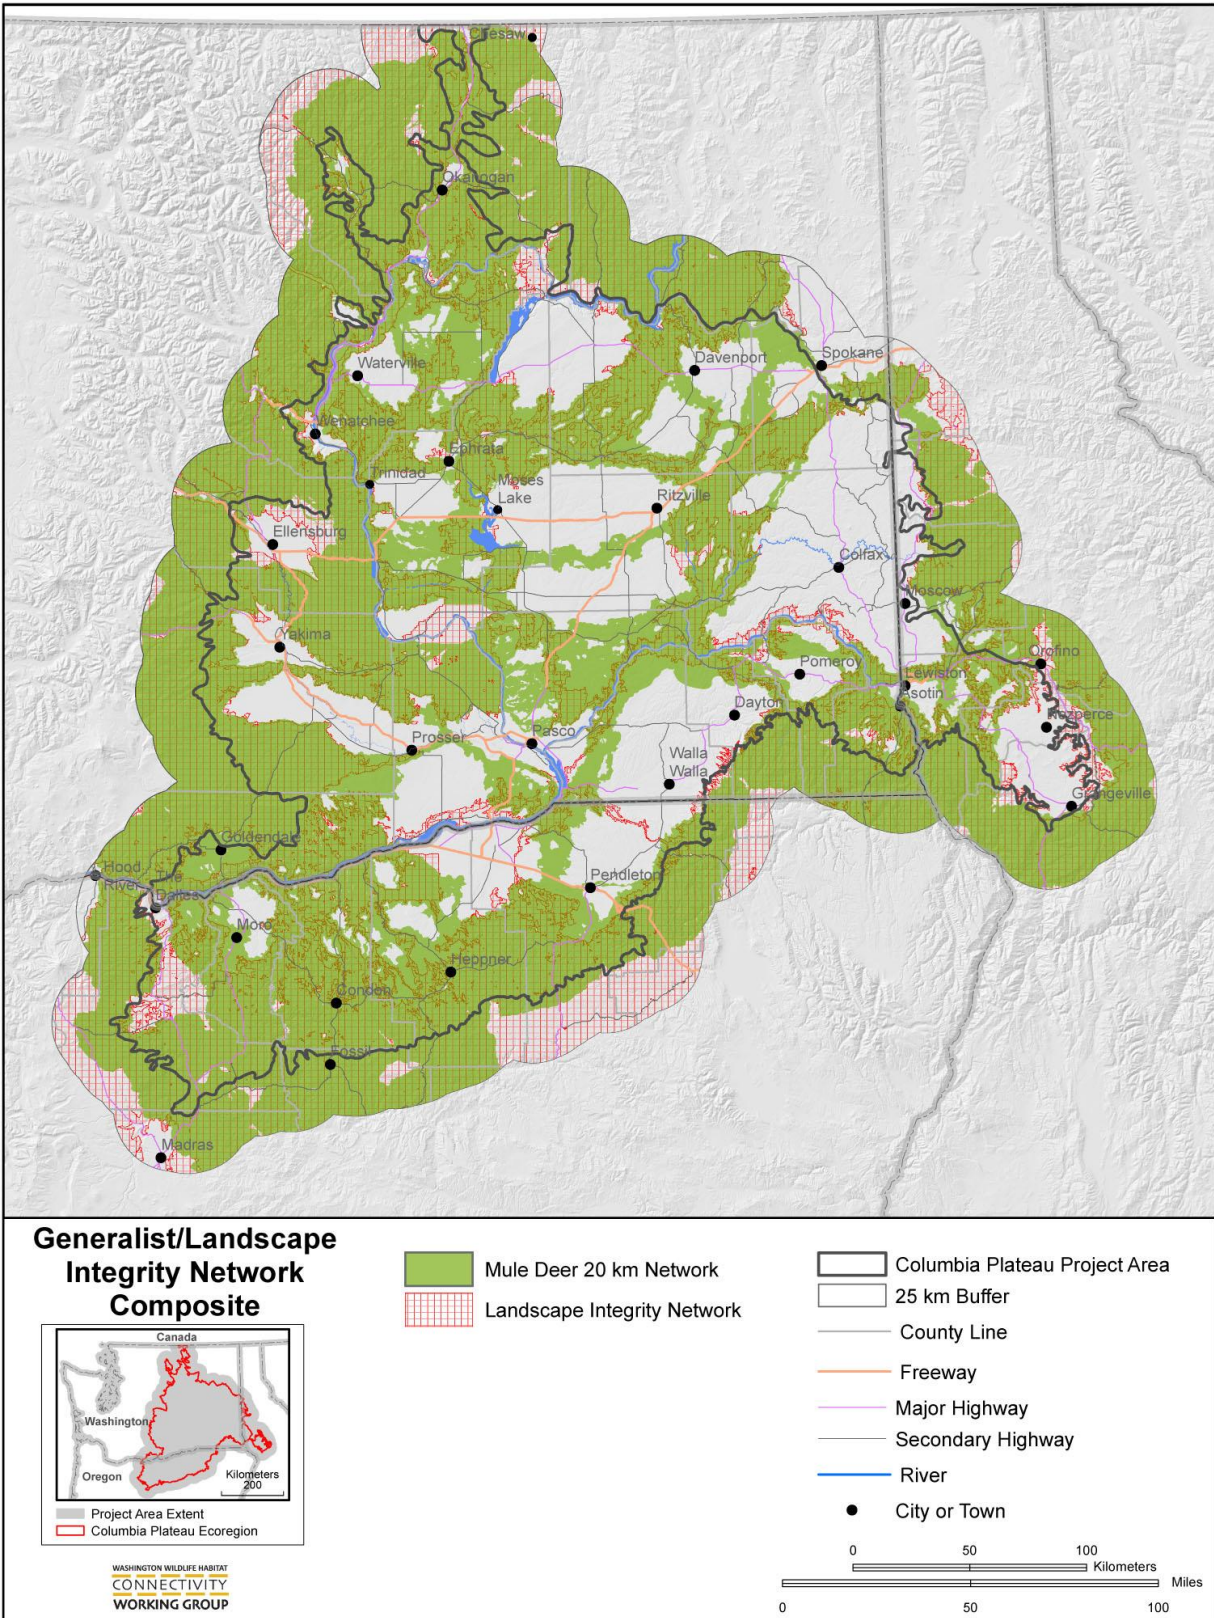 Chesaw
Okanogan
Waterville
Davenport
Spokane
Wenatchee
Ephrata
Trinidad
Moses
Lake
Ritzville
Ellensburg
Colfax
Moscow
Yakima
Orofino
Pomeroy
Lewiston
Asotin
Dayton
Nezperce
Prosser
Pasco
Walla
Walla
Grangeville
Goldendale
Hood
River
The
Dalles
Pendleton
Moro
Heppner
Condon
Fossil
Madras
Generalist/Landscape
Integrity Network
Composite
Canada
Washington
Oregon
Kilometers
200
Project Area Extent
Columbia Plateau Ecoregion
WASHINGTON WILDLIFE HABITAT
CONNECTIVITY
WORKING GROUP
Mule Deer 20 km Network
Landscape Integrity Network
Columbia Plateau Project Area
25 km Buffer
County Line
Freeway
Major Highway
Secondary Highway
River
City or Town
0 50 100
Kilometers
Miles
0 50 100